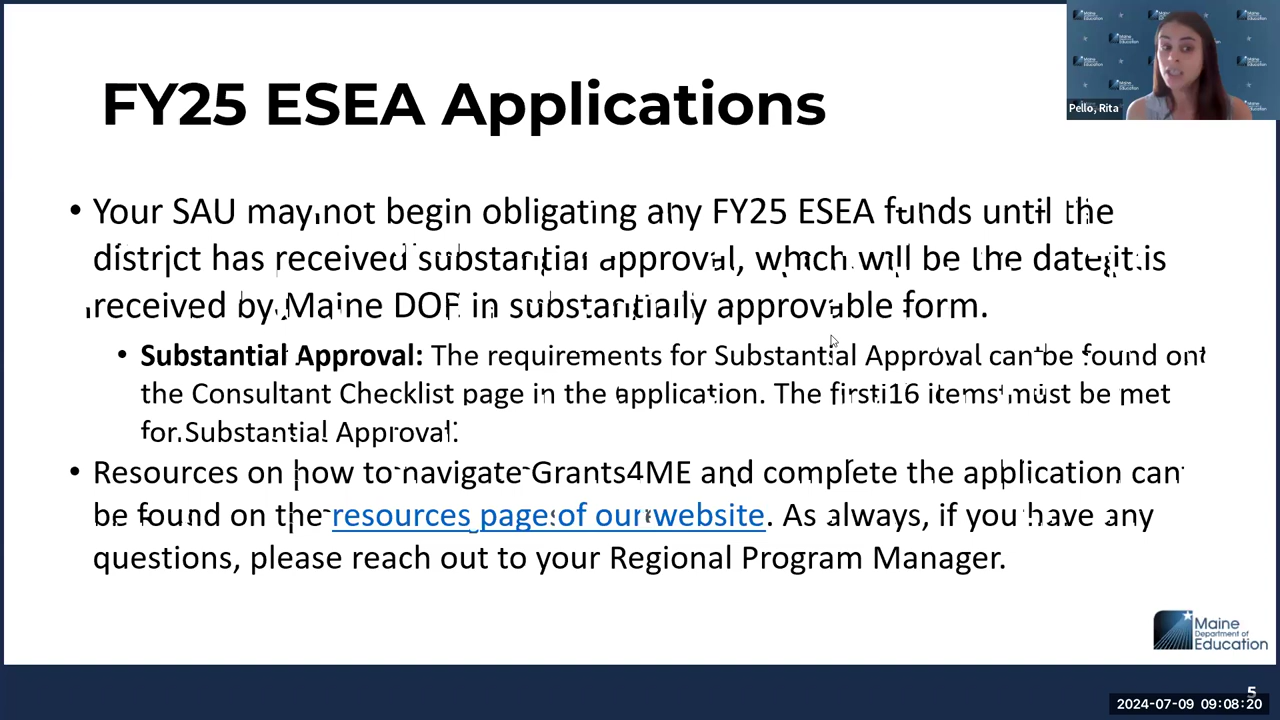 FY25 ESEA Applications
Pello, Rita
• Your SAU may not begin obligating any FY25 ESEA funds until the
district has received substantial approval, which will be the date it is
received by Maine DOE in substantially approvable form.
• Substantial Approval: The requirements for Substantial Approval can be found on
the Consultant Checklist page in the application. The first 16 items must be met
for Substantial Approval.
• Resources on how to navigate Grants4ME and complete the application can
be found on the resources page of our website. As always, if you have any
questions, please reach out to your Regional Program Manager.
Maine
Department of
Education
5
2024-07-09 09:08:20